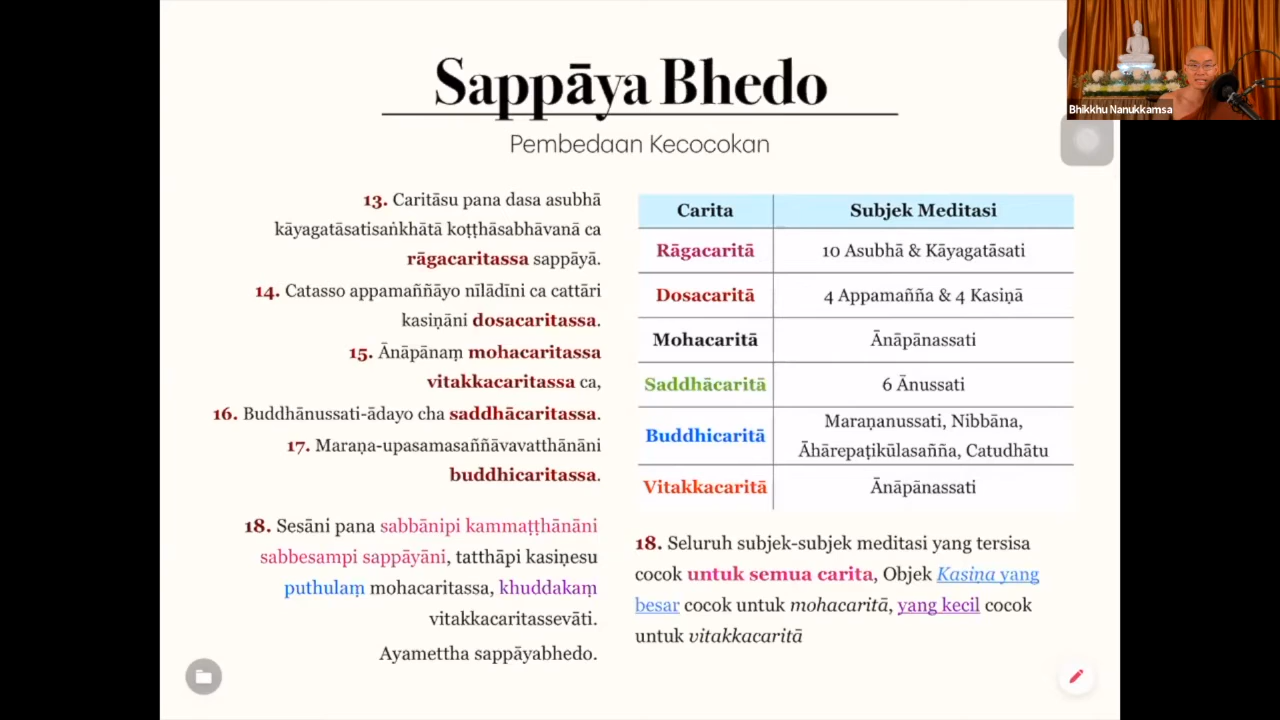 Sappāya Bhedo
Pembedaan Kecocokan
Bhikkhu Nanukkamsa
13. Caritāsu pana dasa asubhā
kāyagatāsatisaṅkhātā koṭṭhāsabhāvanā ca
rāgacaritassa sappāyā.
14. Catasso appamaññāyo nīlādīni ca cattāri
kasiṇāni dosacaritassa.
15. Ānāpānaṃ mohacaritassa
vitakkacaritassa ca,
16. Buddhānussati-ādayo cha saddhācaritassa.
17. Maraṇa-upasamasaññāvavatthānāni
buddhicaritassa.
18. Sesāni pana sabbānipi kammaṭṭhānāni
sabbesampi sappāyāni, tatthāpi kasiṇesu
puthulaṃ mohacaritassa, khuddakaṃ
vitakkacaritassevāti.
Ayamettha sappāyabhedo.
Carita Subjek Meditasi
Rāgacaritā 10 Asubhā & Kāyagatāsati
Dosacaritā 4 Appamañña & 4 Kasiṇā
Mohacaritā Ānāpānassati
Saddhācaritā 6 Ānussati
Buddhicaritā Maraṇanussati, Nibbāna,
Āhārepaṭikūlasañña, Catudhātu
Vitakkacaritā Ānāpānassati
18. Seluruh subjek-subjek meditasi yang tersisa
cocok untuk semua carita, Objek Kasina yang
besar cocok untuk mohacaritā, yang kecil cocok
untuk vitakkacaritā